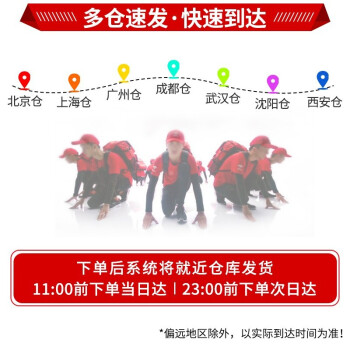 多仓速发·快速到达
北京仓
上海仓
广州仓
成都仓
武汉仓
沈阳仓
西安仓
下单后系统将就近仓库发货
11:00前下单当日达 | 23:00前下单次日达
*偏远地区除外，以实际到达时间为准!